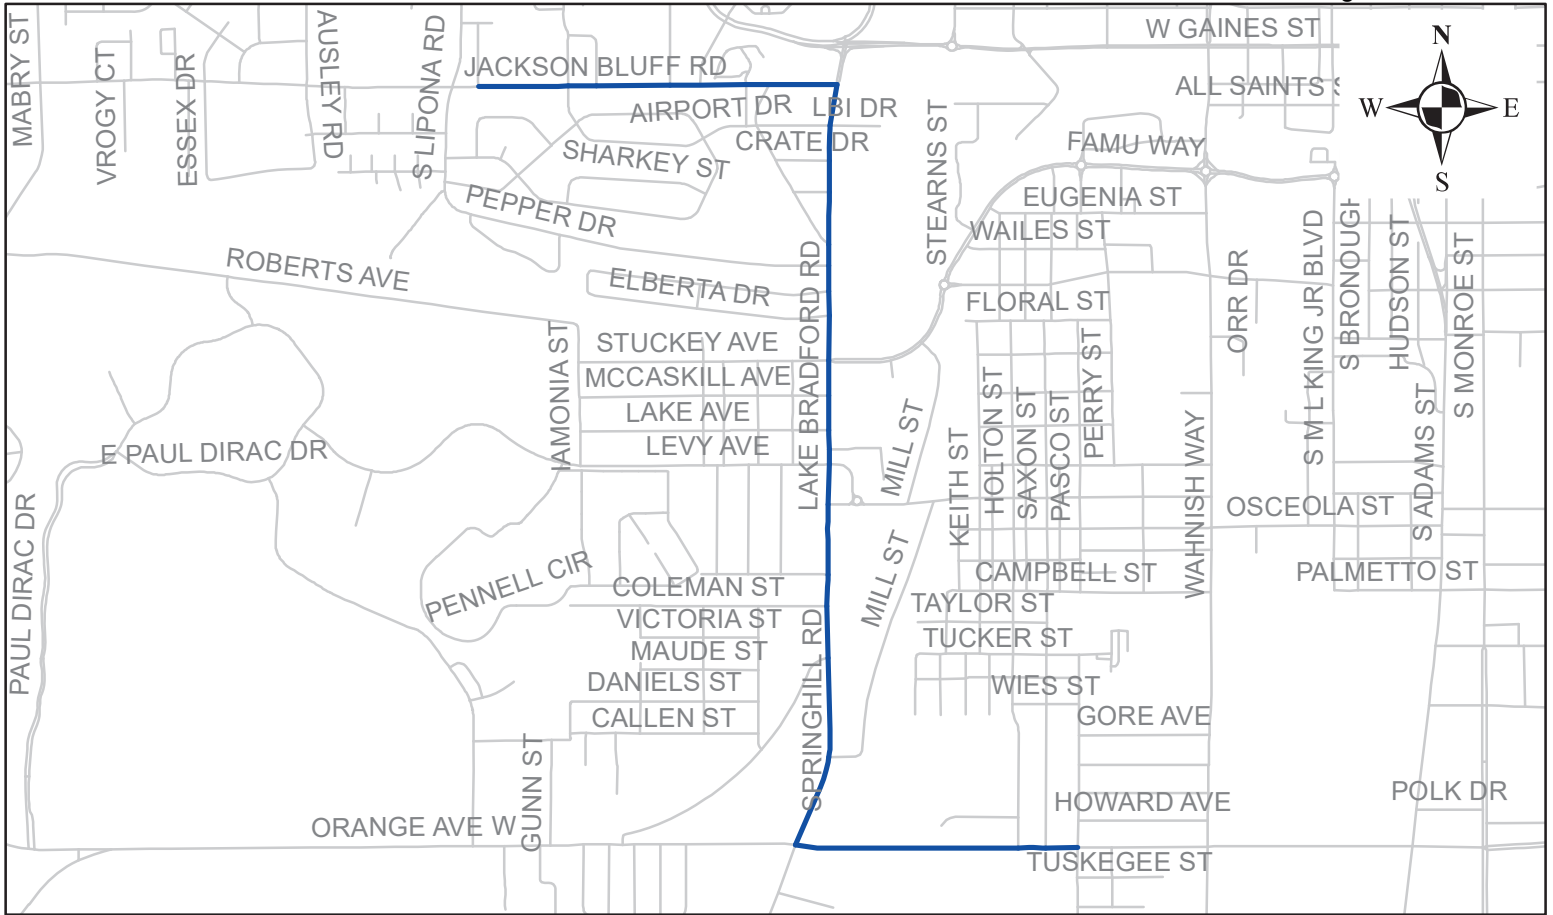 W GAINES ST
N
MABRY ST
AUSLEY RD
S LIPONA RD
JACKSON BLUFF RD
VROGY CT
ESSEX DR
ALL SAINTS
W
E
AIRPORT DR
LBI DR
STEARNS ST
CRATE DR
FAMU WAY
SHARKEY ST
S
PEPPER DR
EUGENIA ST
WAILES ST
ROBERTS AVE
ELBERTA DR
LAKE BRADFORD RD
FLORAL ST
ORR DR
S M L KING JR BLVD
S BRONOUGH
HUDSON ST
S MONROE ST
IAMONIA ST
STUCKEY AVE
MCCASKILL AVE
LAKE AVE
LEVY AVE
PERRY ST
HOLTON ST
SAXON ST
PASCO ST
MILL ST
KEITH ST
WAHNISH WAY
S ADAMS ST
E PAUL DIRAC DR
PAUL DIRAC DR
OSCEOLA ST
MILL ST
PENNELL CIR
COLEMAN ST
CAMPBELL ST
PALMETTO ST
VICTORIA ST
TAYLOR ST
MAUDE ST
TUCKER ST
DANIELS ST
WIES ST
CALLEN ST
SPRINGHILL RD
GORE AVE
GUNN ST
HOWARD AVE
POLK DR
ORANGE AVE W
TUSKEGEE ST